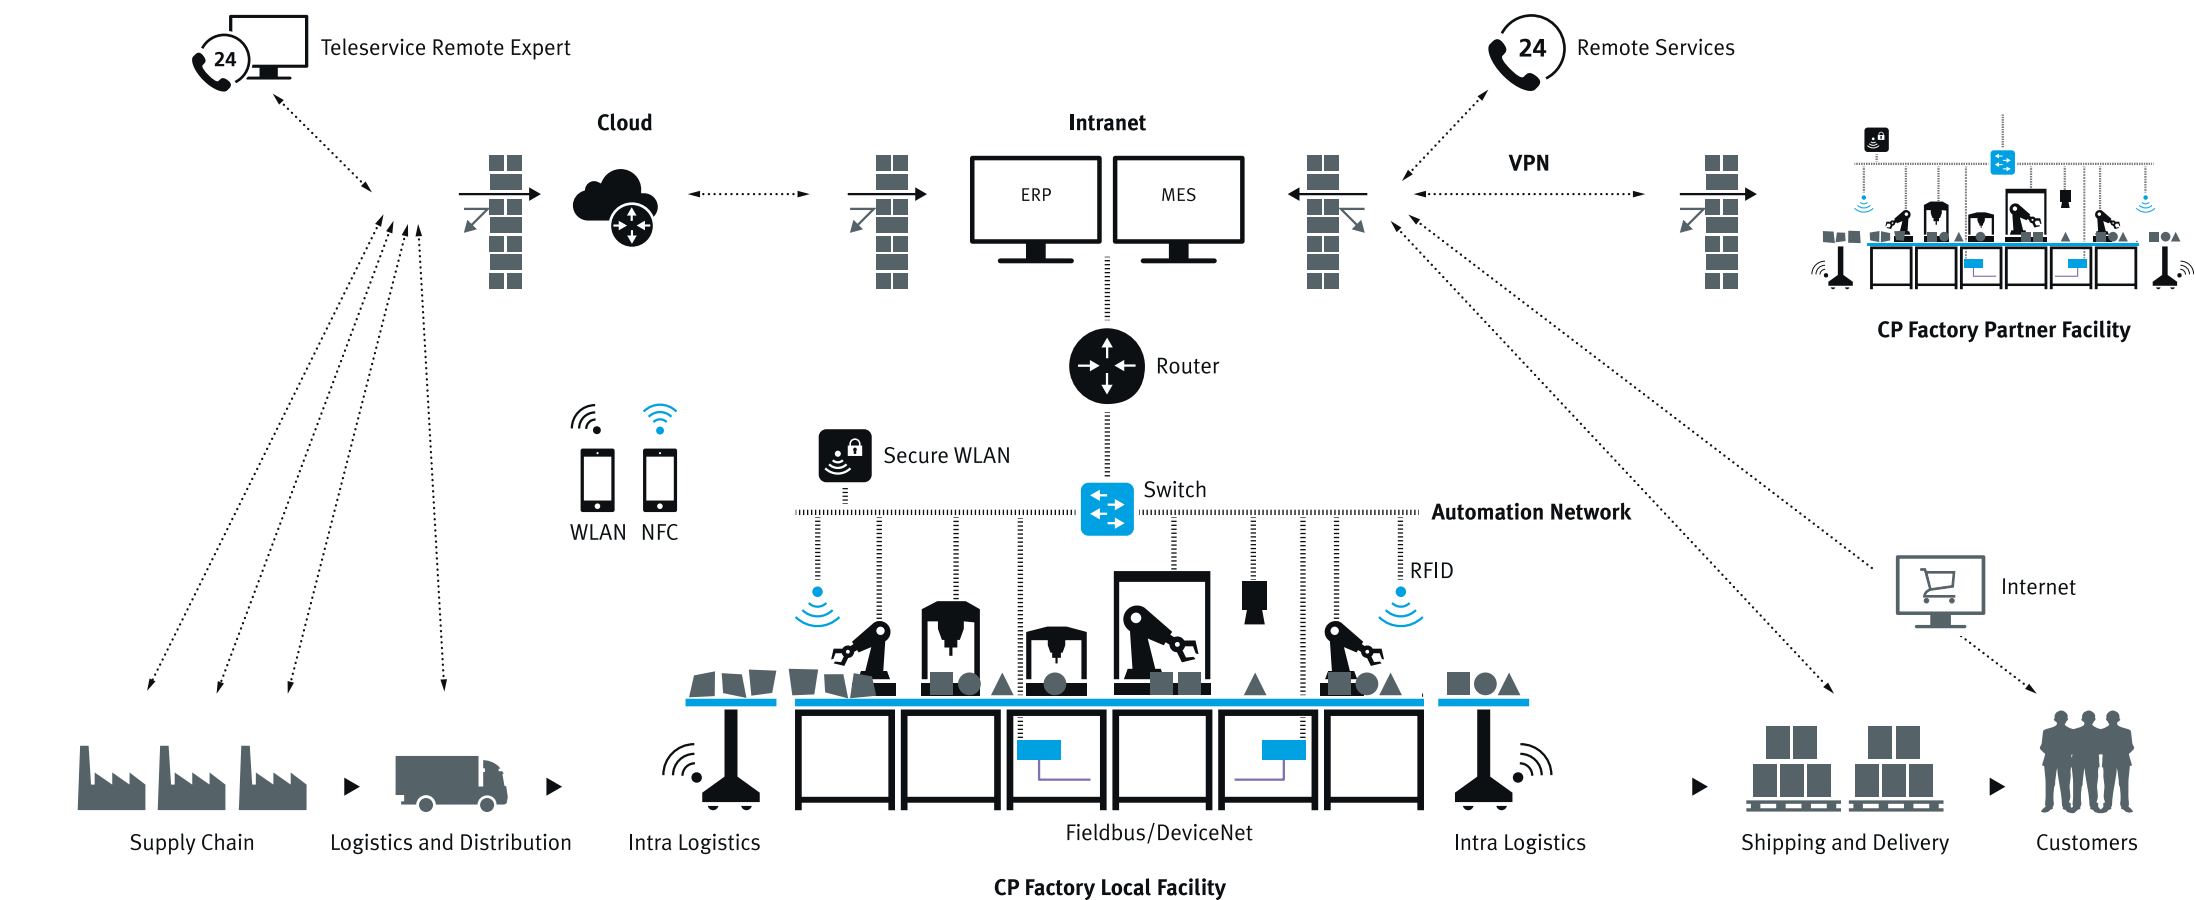 24
Teleservice Remote Expert
24
Remote Services
Cloud
Intranet
VPN
ERP
MES
CP Factory Partner Facility
Router
Secure WLAN
Switch
Automation Network
WLAN
NFC
RFID
Internet
Fieldbus/DeviceNet
Supply Chain
Logistics and Distribution
Intra Logistics
Intra Logistics
Shipping and Delivery
Customers
CP Factory Local Facility